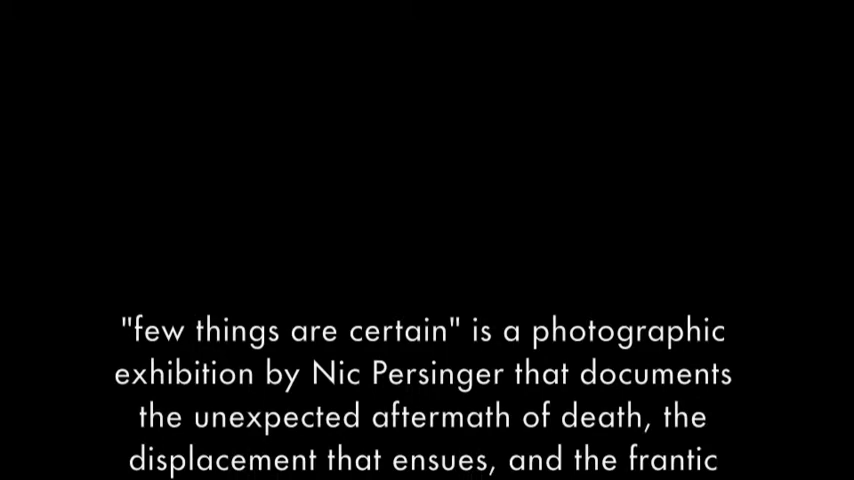 "few things are certain" is a photographic
exhibition by Nic Persinger that documents
the unexpected aftermath of death, the
displacement that ensues, and the frantic